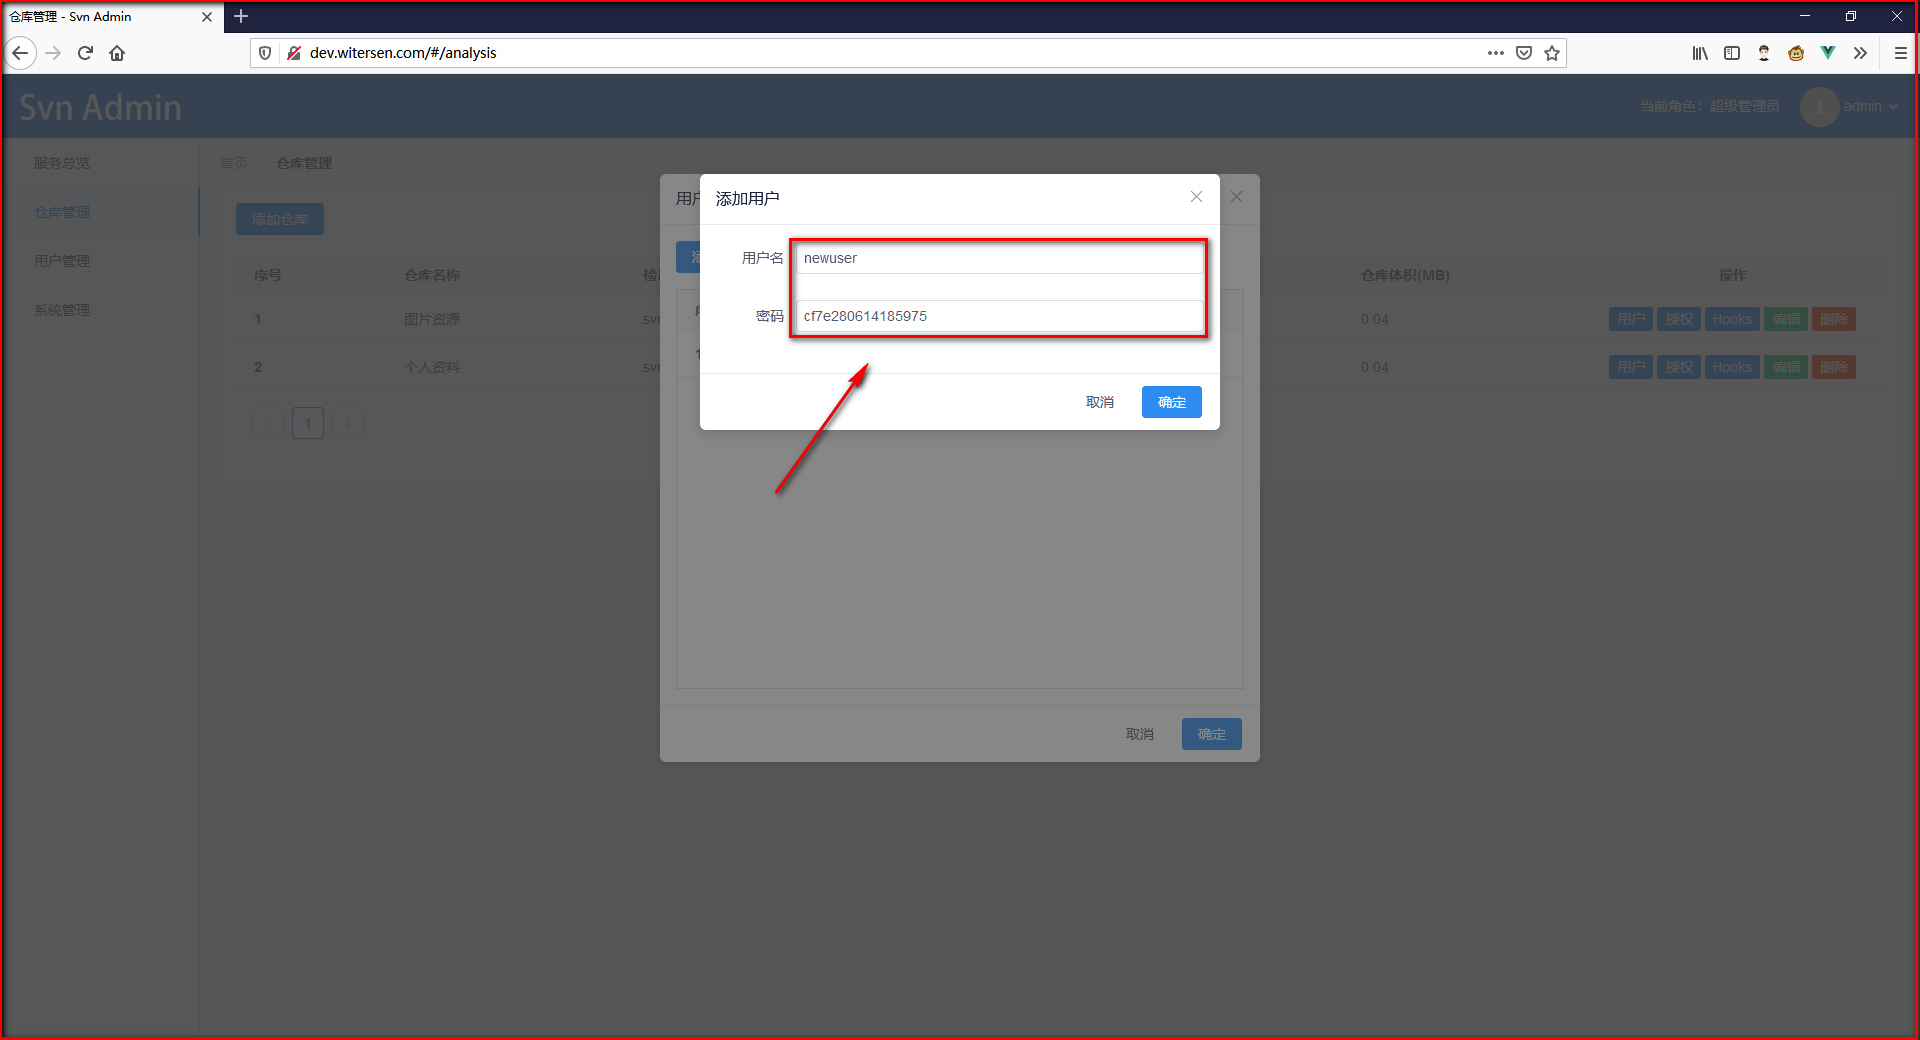 仓库管理 - Svn Admin
dev.witersen.com/#/analysis
Svn Admin
当前角色：超级管理员
admin
服务总览
仓库管理
用户管理
系统管理
首页
仓库管理
添加仓库
序号
仓库名称
仓库体积(MB)
操作
1
图片资源
0.04
用户
授权
Hooks
编辑
删除
2
个人资料
0.04
用户
授权
Hooks
编辑
删除
1
添加用户
用户名
newuser
密码
cf7e280614185975
取消
确定
取消
确定